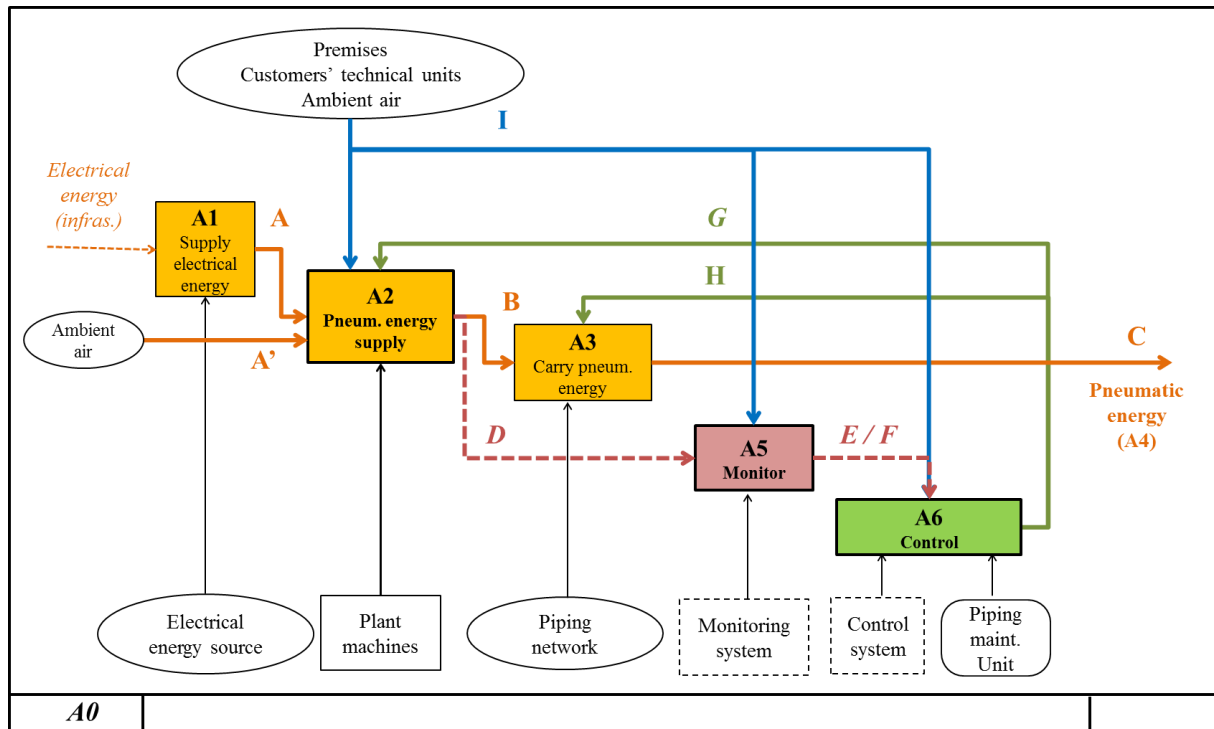 Premises
Customers’ technical units
Ambient air
I
Electrical
energy
(infras.)
A1
Supply
electrical
energy
A
G
H
A2
Pneum. energy
supply
B
Ambient
air
A’
A3
Carry pneum.
energy
C
Pneumatic
energy
(A4)
D
A5
Monitor
E / F
A6
Control
Electrical
energy source
Plant
machines
Piping
network
Monitoring
system
Control
system
Piping
maint.
Unit
A0